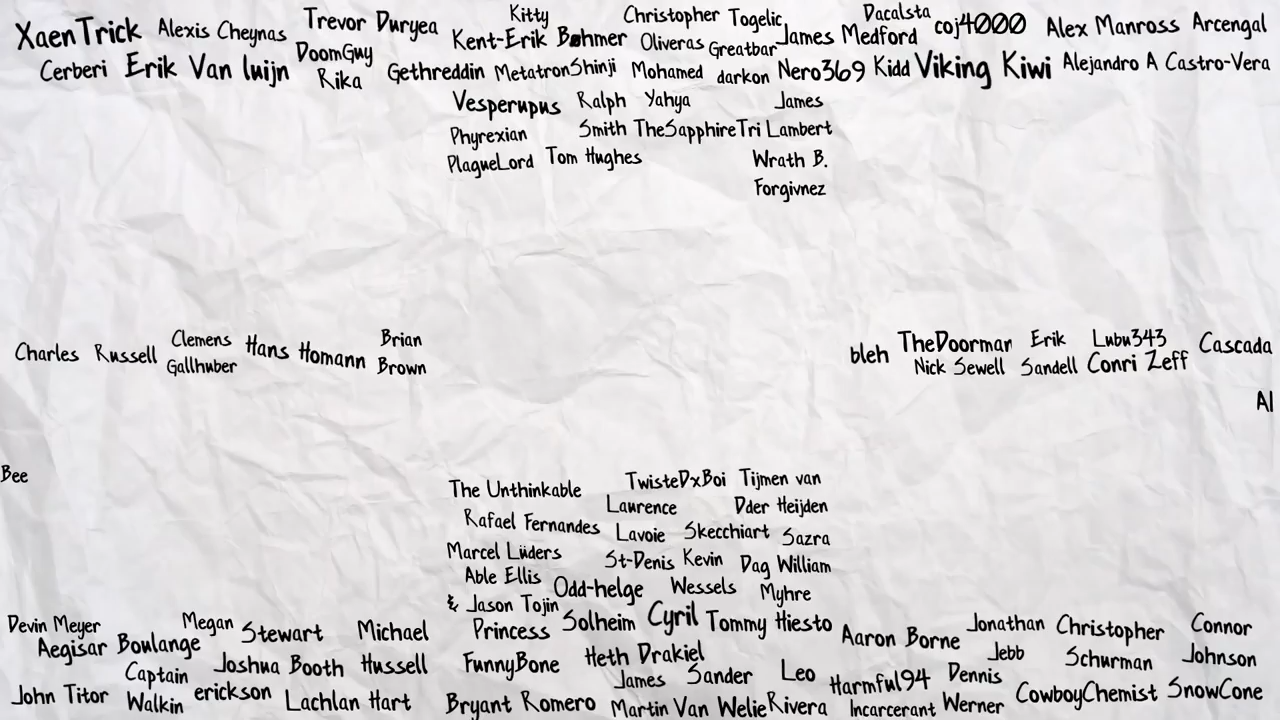 XaenTrick Alexis Cheynas Trevor Duryea Kitty Kent-Erik Bøhmer Christopher Oliveras Togelic Greatbar James Medford Dacalsta coj4000 Alex Manross Arcengal
Cerberi Erik Van luijn DoomGuy Rika Gethreddin Metatron Shinji Mohamed darkon Nero369 Kidd Viking Kiwi Alejandro A Castro-Vera
Vesperupus Ralph Yahya James
Phyrexian Smith TheSapphireTri Lambert
PlagueLord Tom Hughes Wrath B.
Forgivnez
Charles Russell Clemens Gallhuber Hans Homann Brian Brown
bleh TheDoorman Erik Lubu343 Cascada
Nick Sewell Sandell Conri Zeff
Al
Bee
The Unthinkable TwisteDxBoi Tijmen van
Laurence Dder Heijden
Rafael Fernandes Lavoie Skecchiart Sazra
Marcel Lüders St-Denis Kevin Dag William
Able Ellis Odd-helge Wessels Myhre
& Jason Tojin
Princess Solheim Cyril Tommy Hiesto
FunnyBone Heth Drakiel
James Sander Leo
Bryant Romero Martin Van Welie Rivera
Devin Meyer Megan Stewart Michael
Aegisar Boulange
Captain Joshua Booth Hussell
John Titor Walkin erickson Lachlan Hart
Aaron Borne Jonathan Christopher Connor
Jebb Schurman Johnson
Harmful94 Dennis CowboyChemist SnowCone
Incarcerant Werner